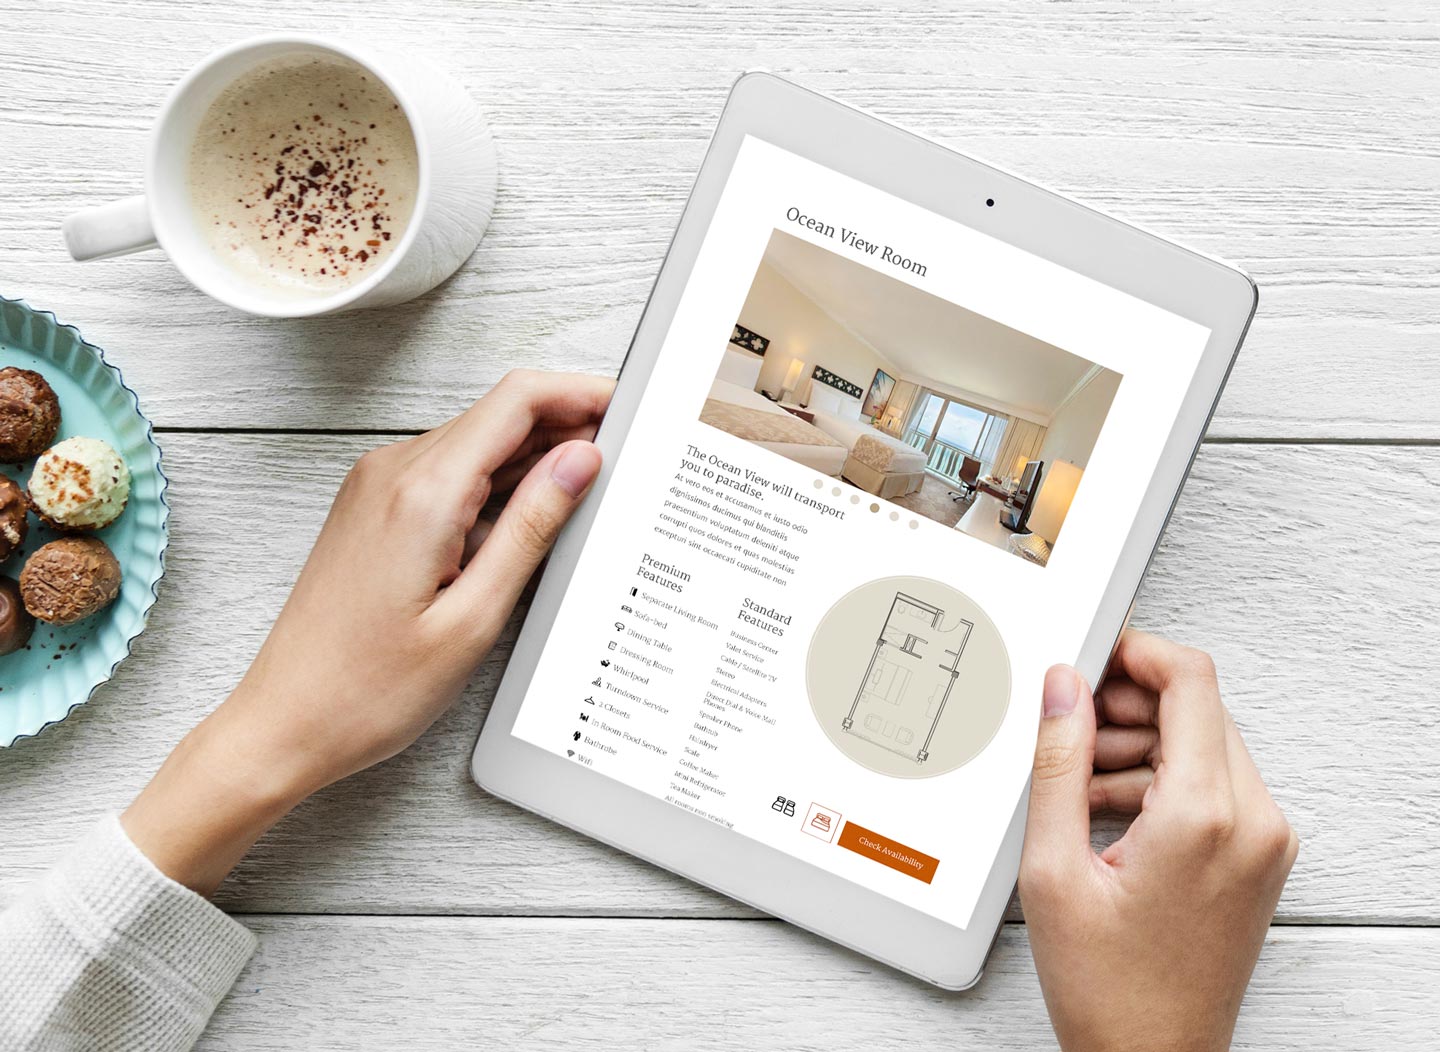 Ocean View Room
The Ocean View will transport
you to paradise.
At vero eos et accusamus et iusto odio
dignissimos ducimus qui blanditiis
praesentium voluptatum deleniti atque
corrupti quos dolores et quas molestias
excepturi sint occaecati cupiditate non
Premium
Features
Separate Living Room
Sofa-bed
Dining Table
Dressing Room
Whirlpool
Turndown Service
2 Closets
In Room Food Service
Bathrobe
Wifi
Standard
Features
Business Center
Valet Service
Cable / Satellite TV
Stereo
Electrical Adapters
Direct Dial & Voice Mail
Phones
Speaker Phone
Bathtub
Hairdryer
Scale
Coffee Maker
Mini Refrigerator
Tea Maker
All rooms non smoking
Check Availability